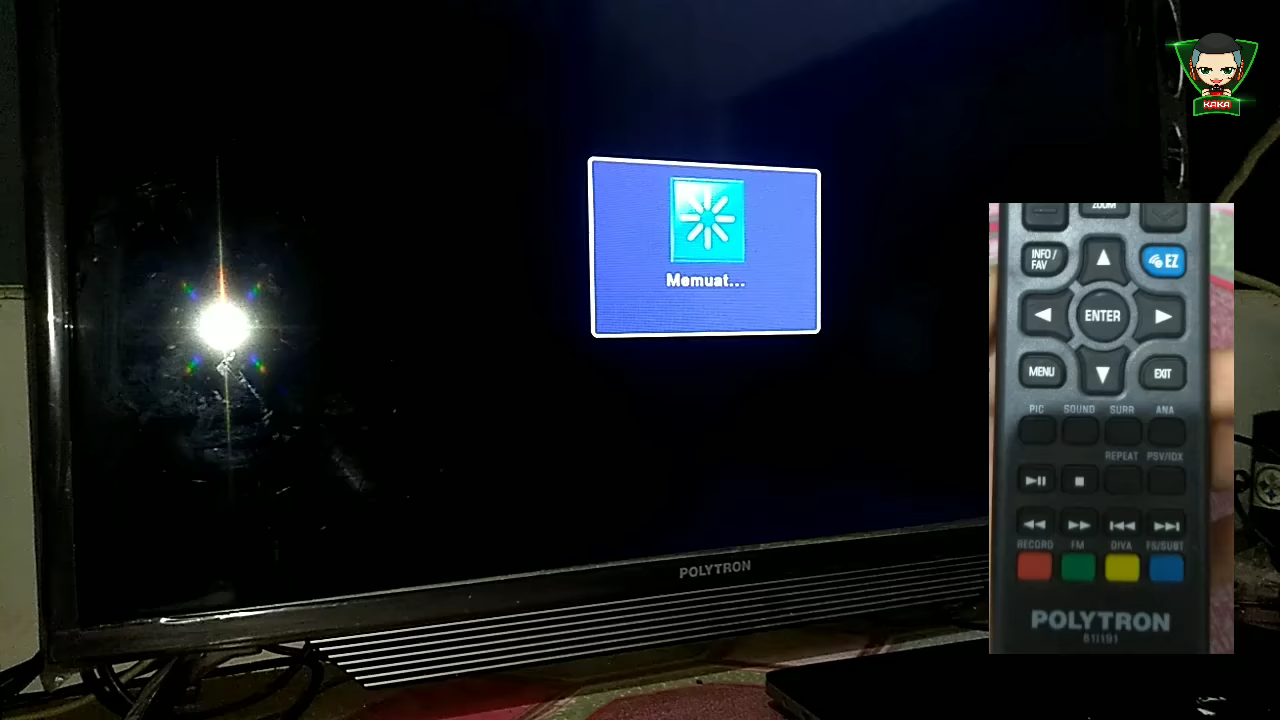 KAKA
Memuat...
POLYTRON
ZOOM
INFO/
FAV
EZ
ENTER
MENU
EXIT
PIC SOUND SURR ANA
REPEAT PSV/IDX
RECORD FM DIVA FS/SUBT
POLYTRON
81I191